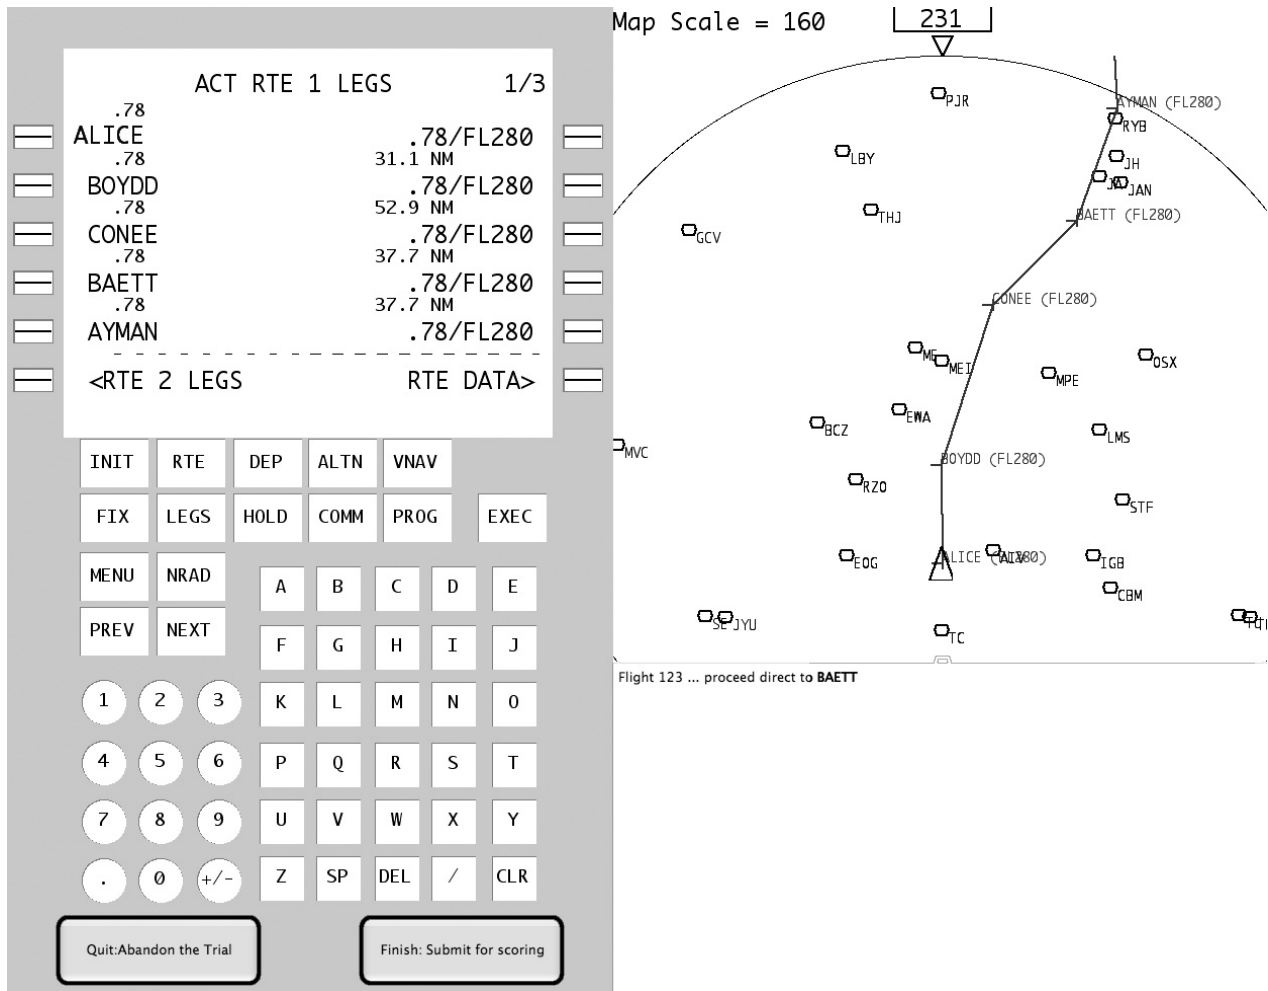 ACT RTE 1 LEGS 1/3
.78
ALICE .78/FL280
.78 31.1 NM
BOYDD .78/FL280
.78 52.9 NM
CONEE .78/FL280
.78 37.7 NM
BAETT .78/FL280
.78 37.7 NM
AYMAN .78/FL280
- - - - - - - - - - - - - - - - - - - - - - - -
<RTE 2 LEGS RTE DATA>
INIT RTE DEP ALTN VNAV
FIX LEGS HOLD COMM PROG EXEC
MENU NRAD
PREV NEXT
A B C D E
F G H I J
1 2 3 K L M N O
4 5 6 P Q R S T
7 8 9 U V W X Y
. 0 +/- Z SP DEL / CLR
Quit:Abandon the Trial Finish: Submit for scoring
Map Scale = 160 231
PJR
AYMAN (FL280)
RYB
LBY
JH
JAN
THJ
BAETT (FL280)
GCV
CONEE (FL280)
MEI
OSX
MPE
EWA
BCZ
LMS
MVC
BOYDD (FL280)
RZO
STF
EOG
ALICE
IGB
CBM
JYU
TC
Flight 123 ... proceed direct to BAETT